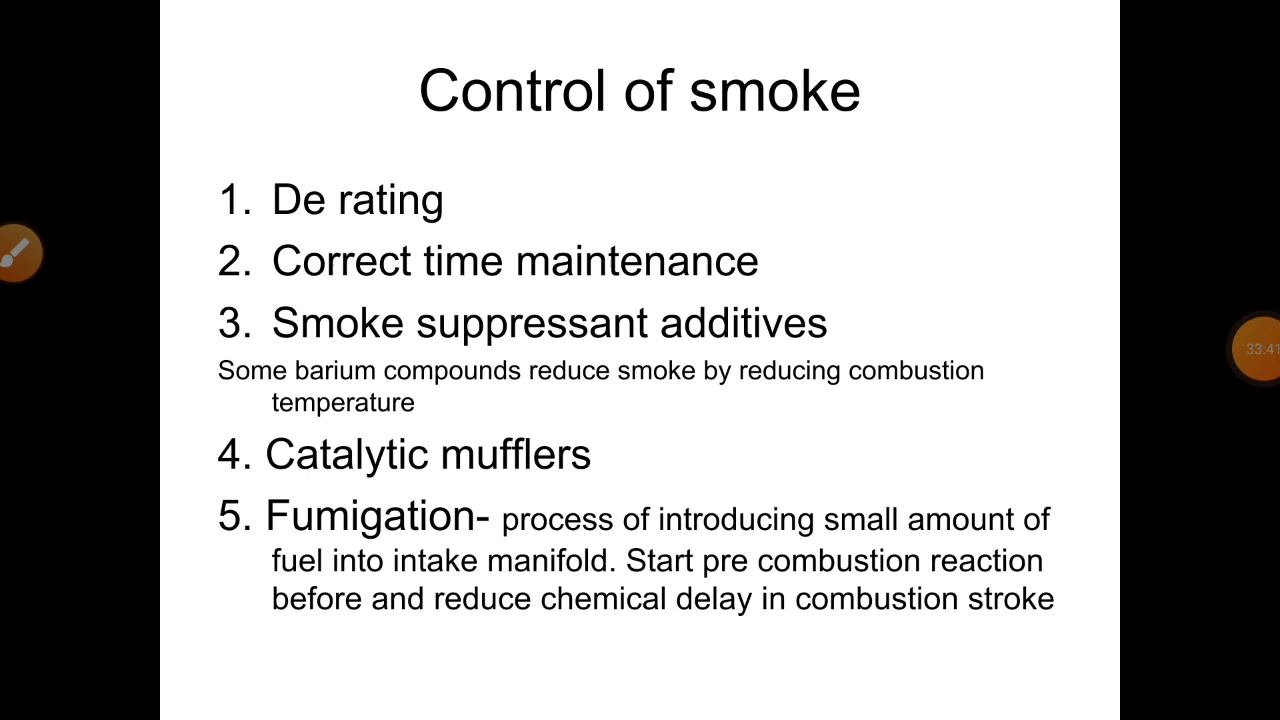 Control of smoke
1. De rating
2. Correct time maintenance
3. Smoke suppressant additives
Some barium compounds reduce smoke by reducing combustion
temperature
4. Catalytic mufflers
5. Fumigation- process of introducing small amount of
fuel into intake manifold. Start pre combustion reaction
before and reduce chemical delay in combustion stroke
33:41